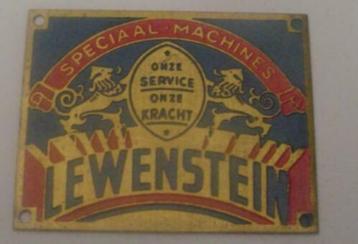 SPECIAAL-MACHINES
ONZE
SERVICE
ONZE
KRACHT
LEWENSTEIN